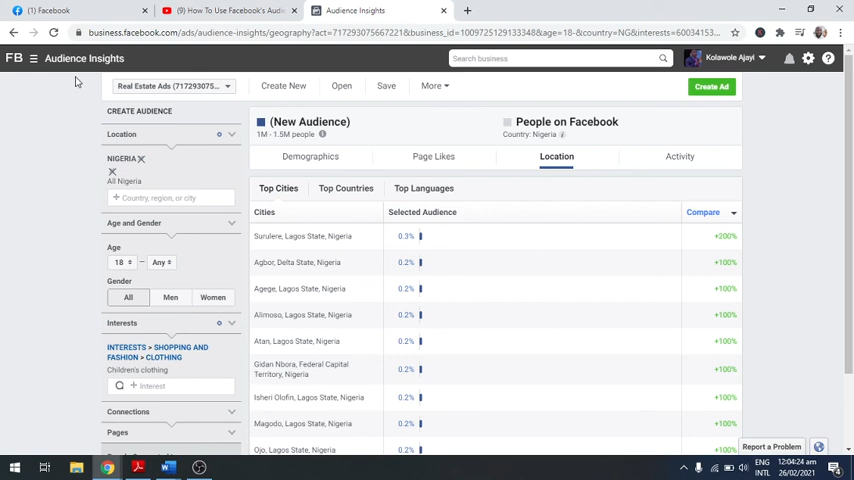 (1) Facebook
(9) How To Use Facebook's Audien
Audience Insights
business.facebook.com/ads/audience-insights/geography?act=717293075667221&business_id=1009725129133348&age=18-&country=NG&interests=60034153...
FB
Audience Insights
Search business
Kolawole Ajayi
Real Estate Ads (717293075...
Create New
Open
Save
More
Create Ad
CREATE AUDIENCE
Location
NIGERIA
All Nigeria
Country, region, or city
Age and Gender
Age
18
Any
Gender
All
Men
Women
Interests
INTERESTS > SHOPPING AND
FASHION > CLOTHING
Children's clothing
Interest
Connections
Pages
(New Audience)
1M - 1.5M people
People on Facebook
Country: Nigeria
Demographics
Page Likes
Location
Activity
Top Cities
Top Countries
Top Languages
Cities
Selected Audience
Compare
Surulere, Lagos State, Nigeria
0.3%
+200%
Agbor, Delta State, Nigeria
0.2%
+100%
Agege, Lagos State, Nigeria
0.2%
+100%
Alimoso, Lagos State, Nigeria
0.2%
+100%
Atan, Lagos State, Nigeria
0.2%
+100%
Gidan Nbora, Federal Capital
Territory, Nigeria
0.2%
+100%
Isheri Olofin, Lagos State, Nigeria
0.2%
+100%
Magodo, Lagos State, Nigeria
0.2%
+100%
Ojo, Lagos State, Nigeria
0.2%
+100%
Report a Problem
ENG
INTL
12:04:24 am
26/02/2021
4